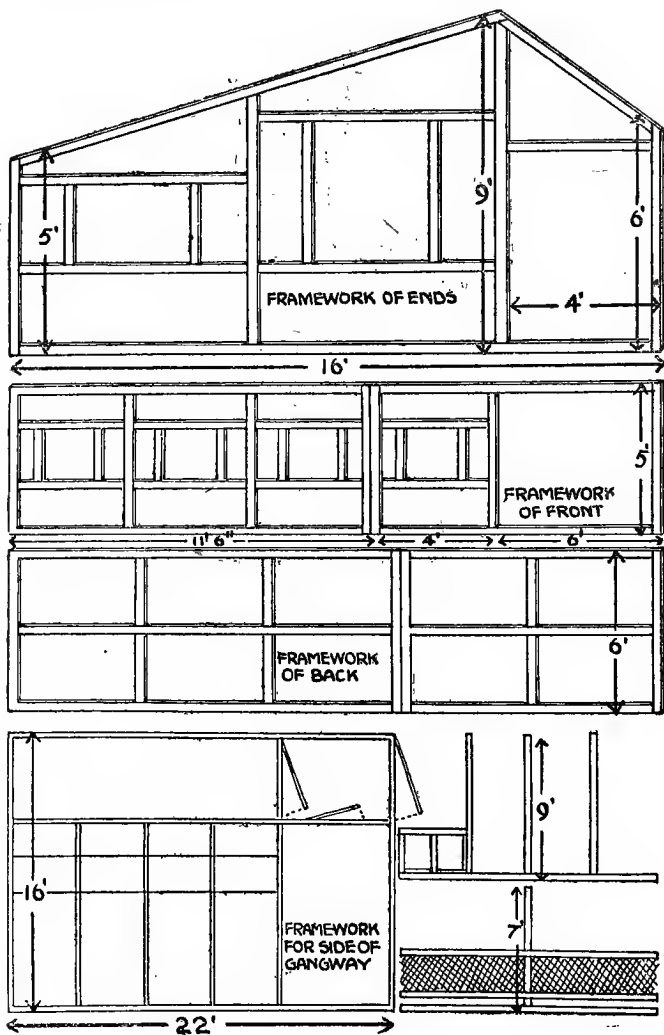 5'
9'
6'
FRAMEWORK OF ENDS
4'
16'
5'
FRAMEWORK
OF FRONT
11' 6"
4'
6'
FRAMEWORK
OF BACK
6'
16'
9'
7'
FRAMEWORK
FOR SIDE OF
GANGWAY
22'